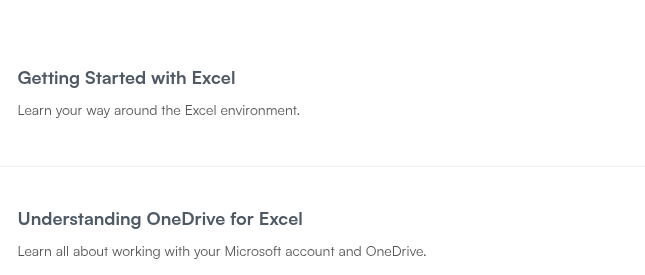 Getting Started with Excel
Learn your way around the Excel environment.
Understanding OneDrive for Excel
Learn all about working with your Microsoft account and OneDrive.